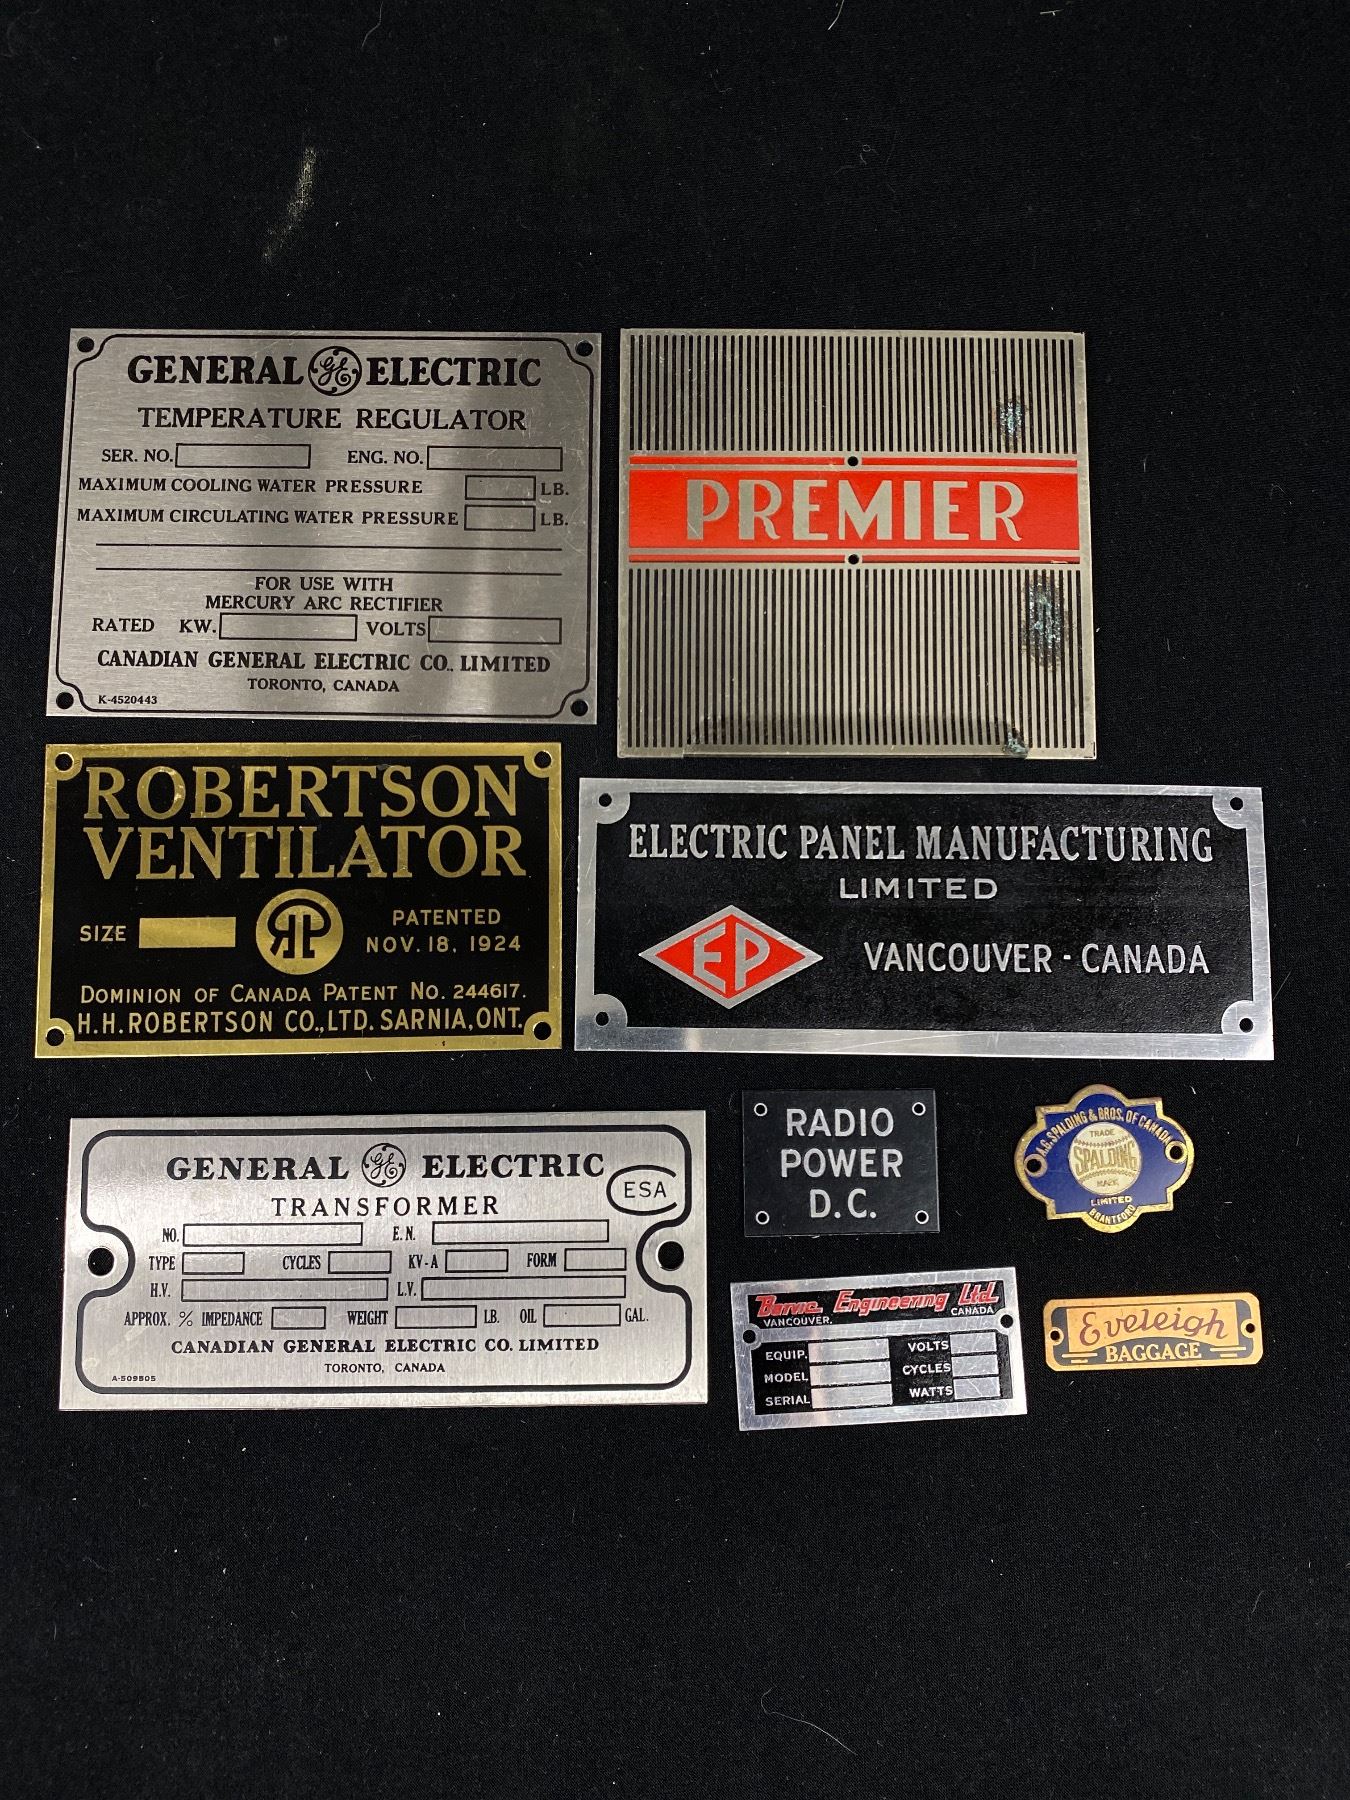 GENERAL GE ELECTRIC
TEMPERATURE REGULATOR
SER. NO. ENG. NO.
MAXIMUM COOLING WATER PRESSURE LB.
MAXIMUM CIRCULATING WATER PRESSURE LB.
FOR USE WITH
MERCURY ARC RECTIFIER
RATED KW. VOLTS
CANADIAN GENERAL ELECTRIC CO. LIMITED
TORONTO, CANADA
K-4520443
PREMIER
ROBERTSON
VENTILATOR
SIZE
PATENTED
NOV. 18, 1924
DOMINION OF CANADA PATENT NO. 244617.
H.H. ROBERTSON CO., LTD. SARNIA, ONT.
1
ELECTRIC PANEL MANUFACTURING
LIMITED
EP
VANCOUVER - CANADA
GENERAL GE ELECTRIC
ESA
TRANSFORMER
NO. E.N.
TYPE CYCLES KV-A FORM
H.V. L.V.
APPROX. % IMPEDANCE WEIGHT LB. OIL GAL.
CANADIAN GENERAL ELECTRIC CO. LIMITED
TORONTO, CANADA
A-509805
RADIO
POWER
D.C.
A.G. SPALDING & BROS. OF CANADA
TRADE
SPALDING
MARK
LIMITED
BRANTFORD
Barvic Engineering Ltd.
VANCOUVER, CANADA
EQUIP. VOLTS
MODEL CYCLES
SERIAL WATTS
Eveleigh
BAGGAGE